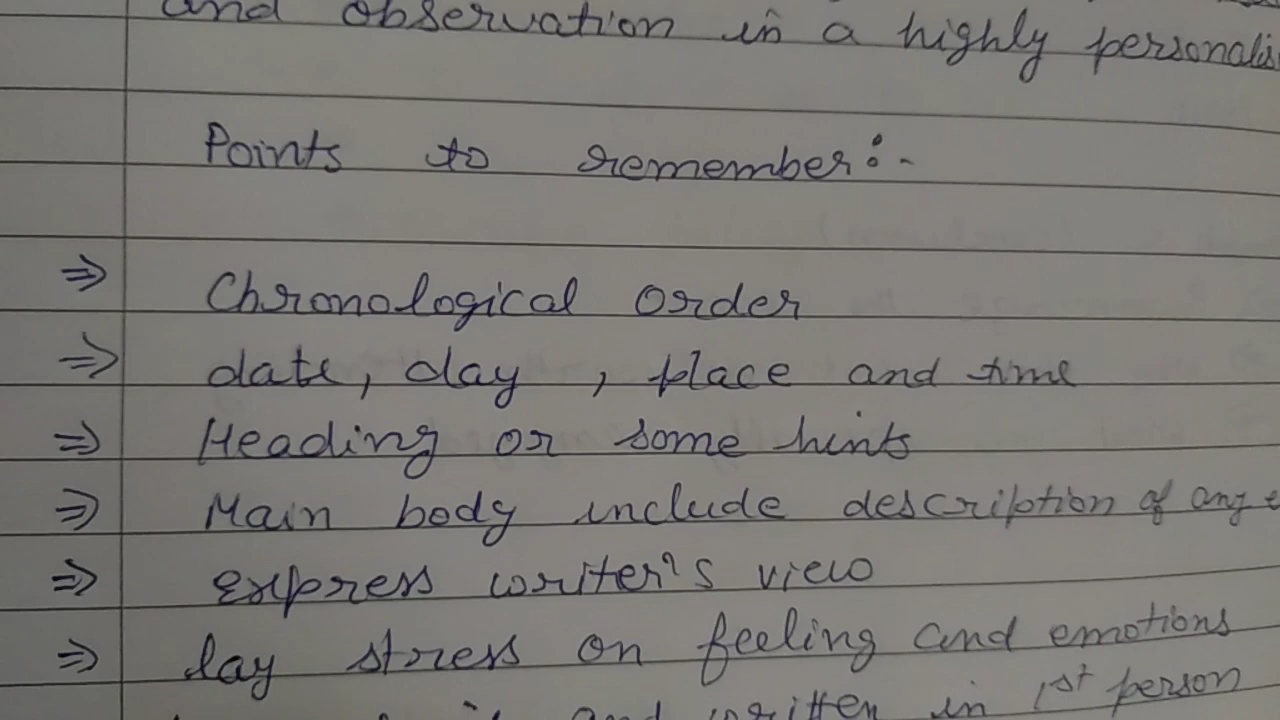 and observation in a highly
Points to remember:-
⇒ Chronological Order
⇒ date, day , place and time
⇒ Heading or some hints
⇒ Main body include description of any
⇒ express writer's view
⇒ lay stress on feeling and emotions
and written in 1st person